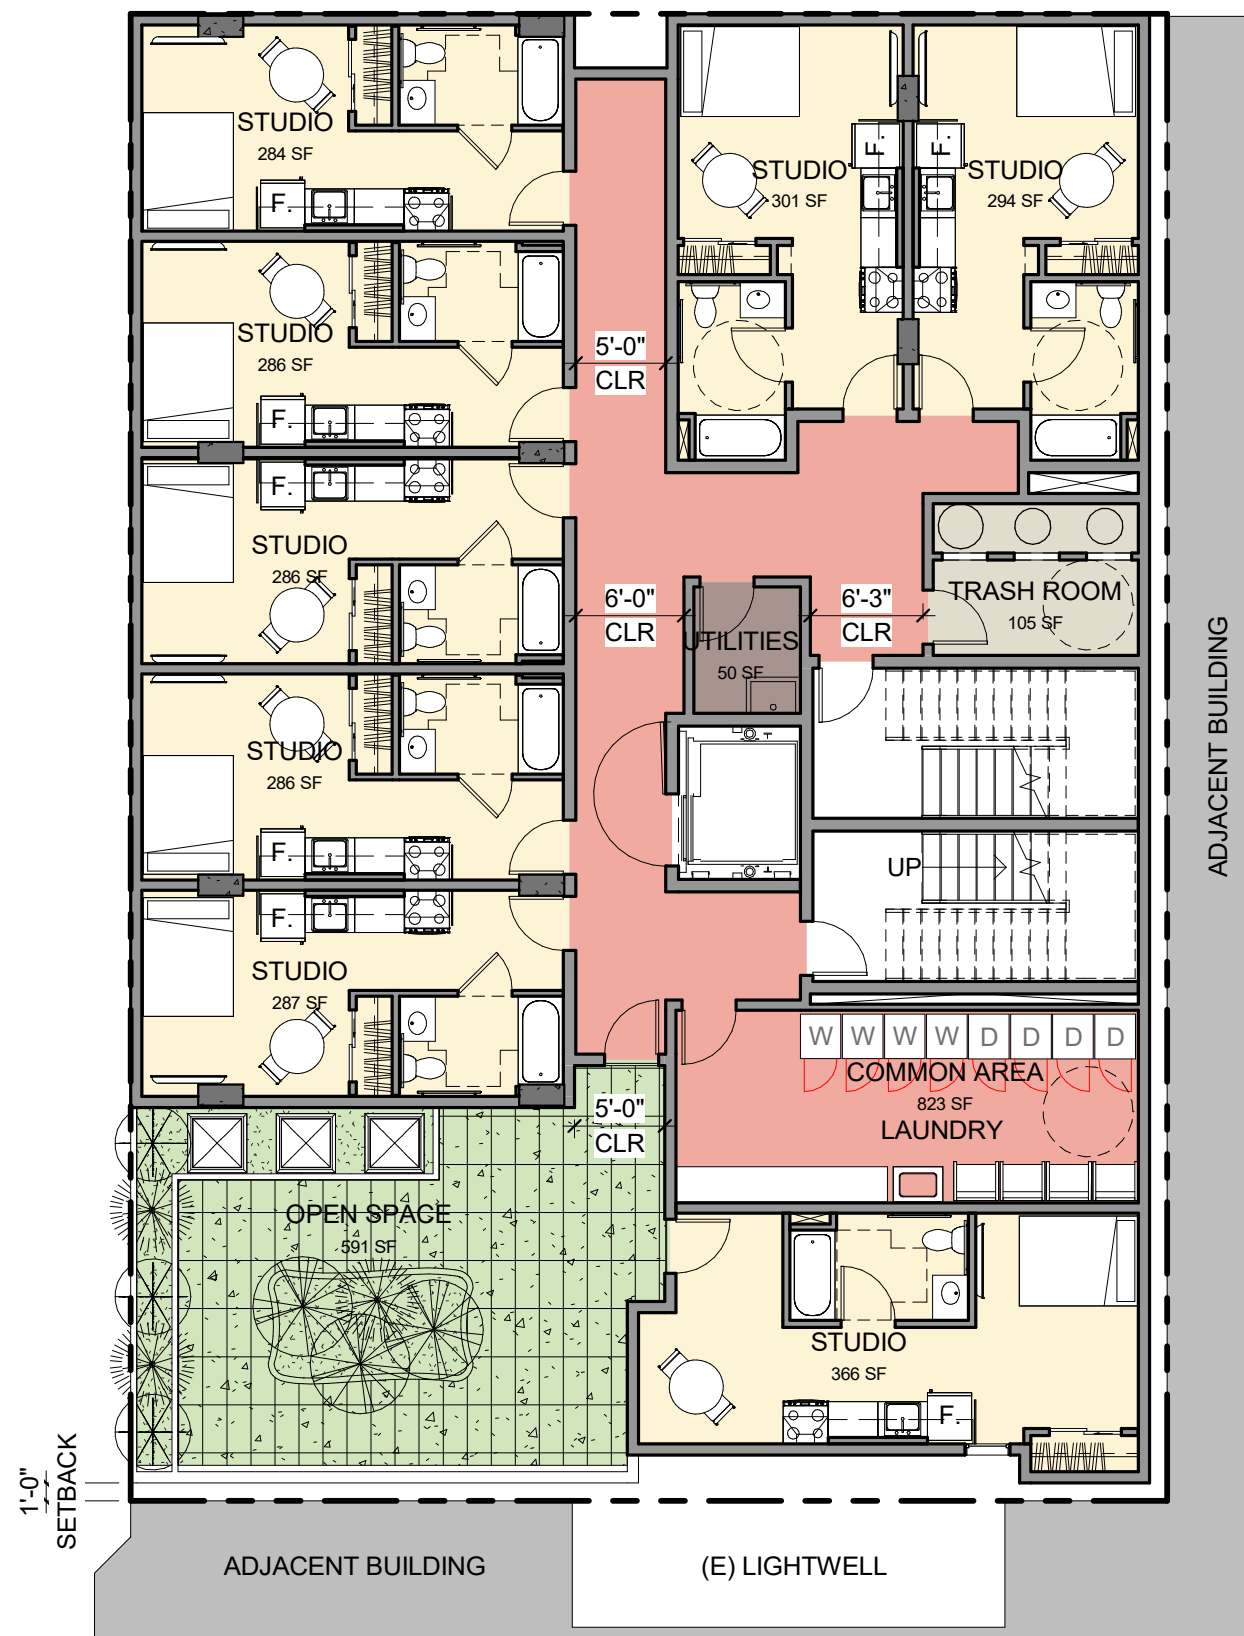 STUDIO
284 SF
F.
STUDIO
286 SF
F.
F.
STUDIO
286 SF
STUDIO
286 SF
F.
F.
STUDIO
287 SF
STUDIO
301 SF
F.
F.
STUDIO
294 SF
5'-0"
CLR
6'-0"
CLR
UTILITIES
50 SF
6'-3"
CLR
TRASH ROOM
105 SF
UP
W W W W D D D D
COMMON AREA
823 SF
LAUNDRY
5'-0"
CLR
OPEN SPACE
591 SF
STUDIO
366 SF
F.
1'-0"
SETBACK
ADJACENT BUILDING
(E) LIGHTWELL
ADJACENT BUILDING